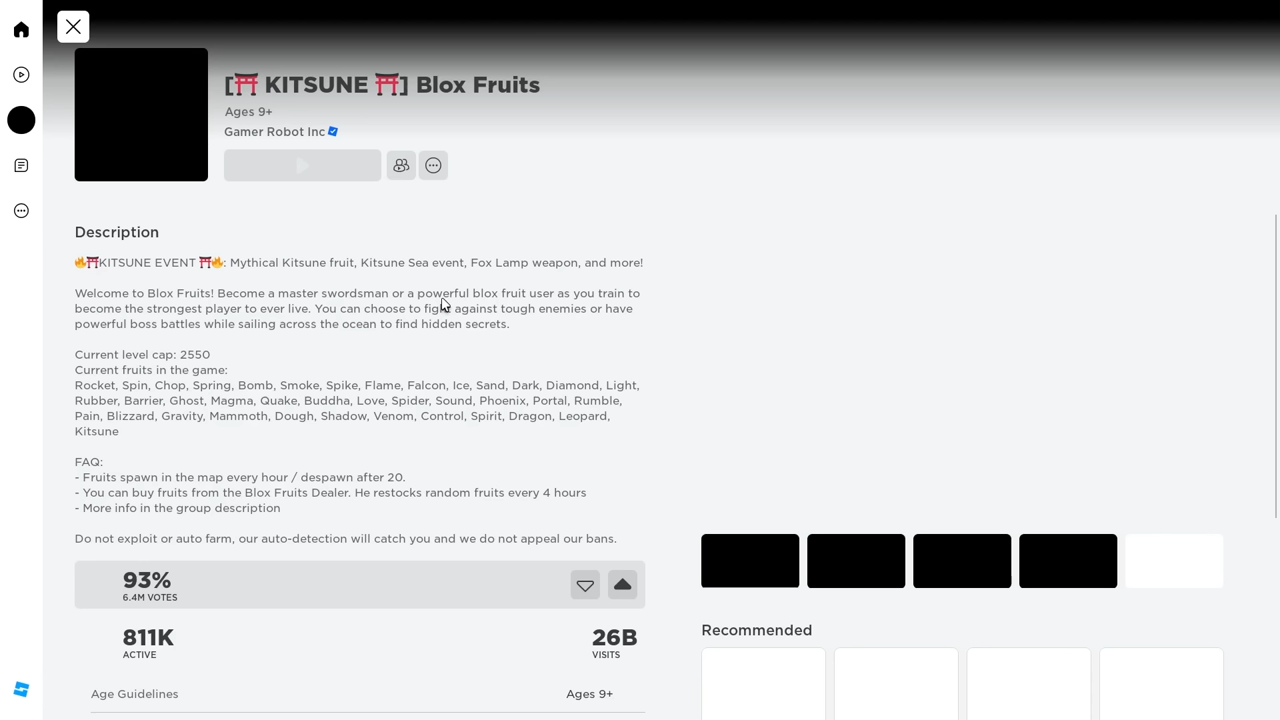 [⛩️ KITSUNE ⛩️] Blox Fruits
Ages 9+
Gamer Robot Inc
Description
🔥⛩️KITSUNE EVENT ⛩️🔥: Mythical Kitsune fruit, Kitsune Sea event, Fox Lamp weapon, and more!
Welcome to Blox Fruits! Become a master swordsman or a powerful blox fruit user as you train to
become the strongest player to ever live. You can choose to fight against tough enemies or have
powerful boss battles while sailing across the ocean to find hidden secrets.
Current level cap: 2550
Current fruits in the game:
Rocket, Spin, Chop, Spring, Bomb, Smoke, Spike, Flame, Falcon, Ice, Sand, Dark, Diamond, Light,
Rubber, Barrier, Ghost, Magma, Quake, Buddha, Love, Spider, Sound, Phoenix, Portal, Rumble,
Pain, Blizzard, Gravity, Mammoth, Dough, Shadow, Venom, Control, Spirit, Dragon, Leopard,
Kitsune
FAQ:
- Fruits spawn in the map every hour / despawn after 20.
- You can buy fruits from the Blox Fruits Dealer. He restocks random fruits every 4 hours
- More info in the group description
Do not exploit or auto farm, our auto-detection will catch you and we do not appeal our bans.
93%
6.4M VOTES
811K
ACTIVE
26B
VISITS
Age Guidelines
Ages 9+
Recommended